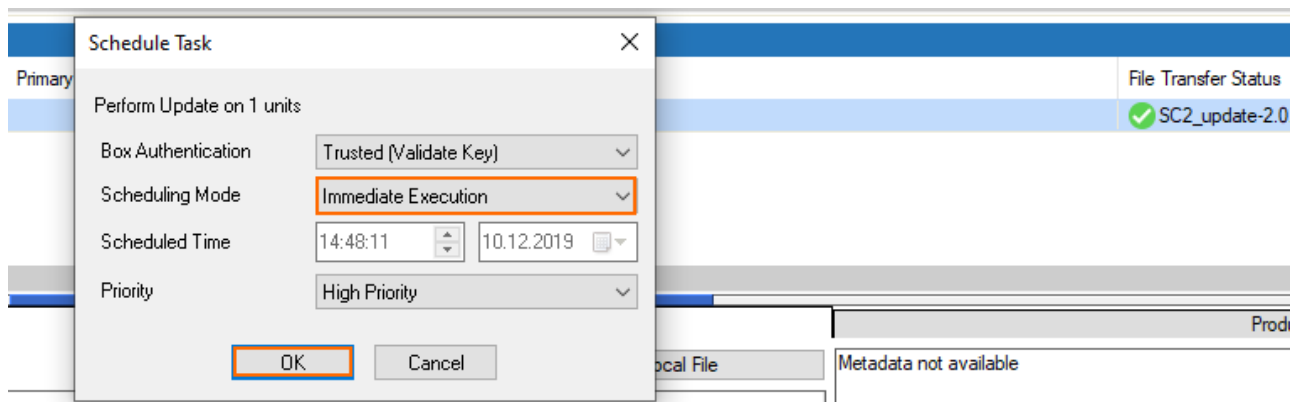 Schedule Task
Primary
File Transfer Status
Perform Update on 1 units
SC2_update-2.0
Box Authentication
Trusted (Validate Key)
Scheduling Mode
Immediate Execution
Scheduled Time
14:48:11
10.12.2019
Priority
High Priority
Produ
OK
Cancel
ocal File
Metadata not available